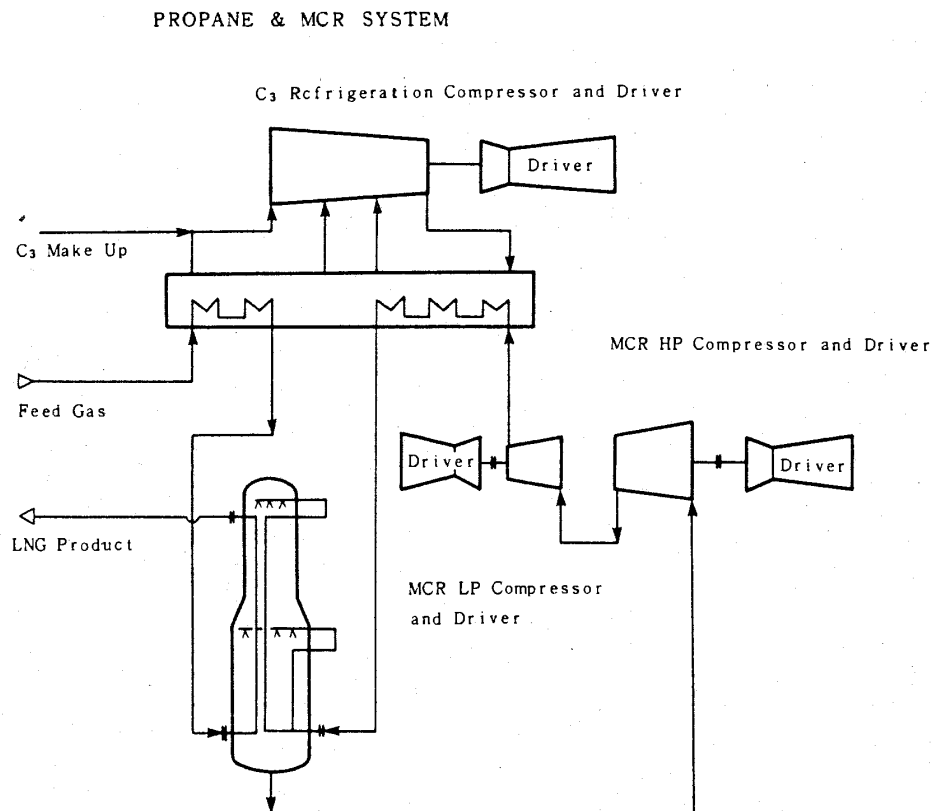 PROPANE & MCR SYSTEM
C₃ Rcfrigeration Compressor and Driver
Driver
C₃ Make Up
MCR HP Compressor and Driver
Feed Gas
Driver
Driver
LNG Product
MCR LP Compressor
and Driver